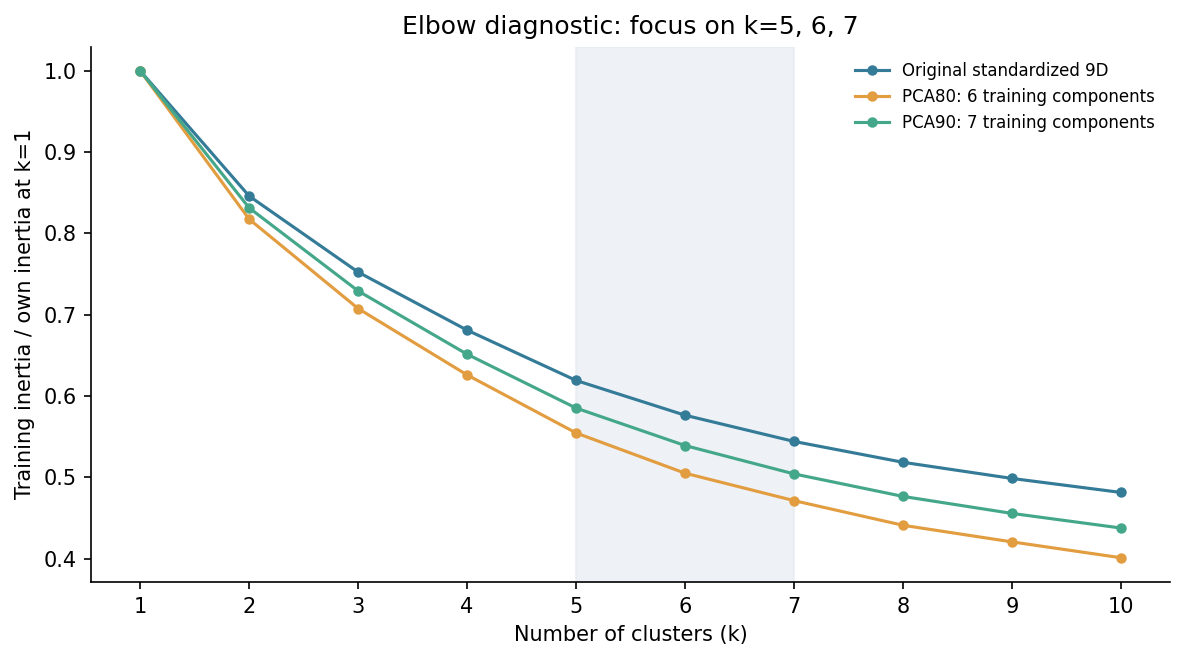 Elbow diagnostic: focus on k=5, 6, 7
Original standardized 9D
PCA80: 6 training components
PCA90: 7 training components
Training inertia / own inertia at k=1
1.0
0.9
0.8
0.7
0.6
0.5
0.4
1 2 3 4 5 6 7 8 9 10
Number of clusters (k)